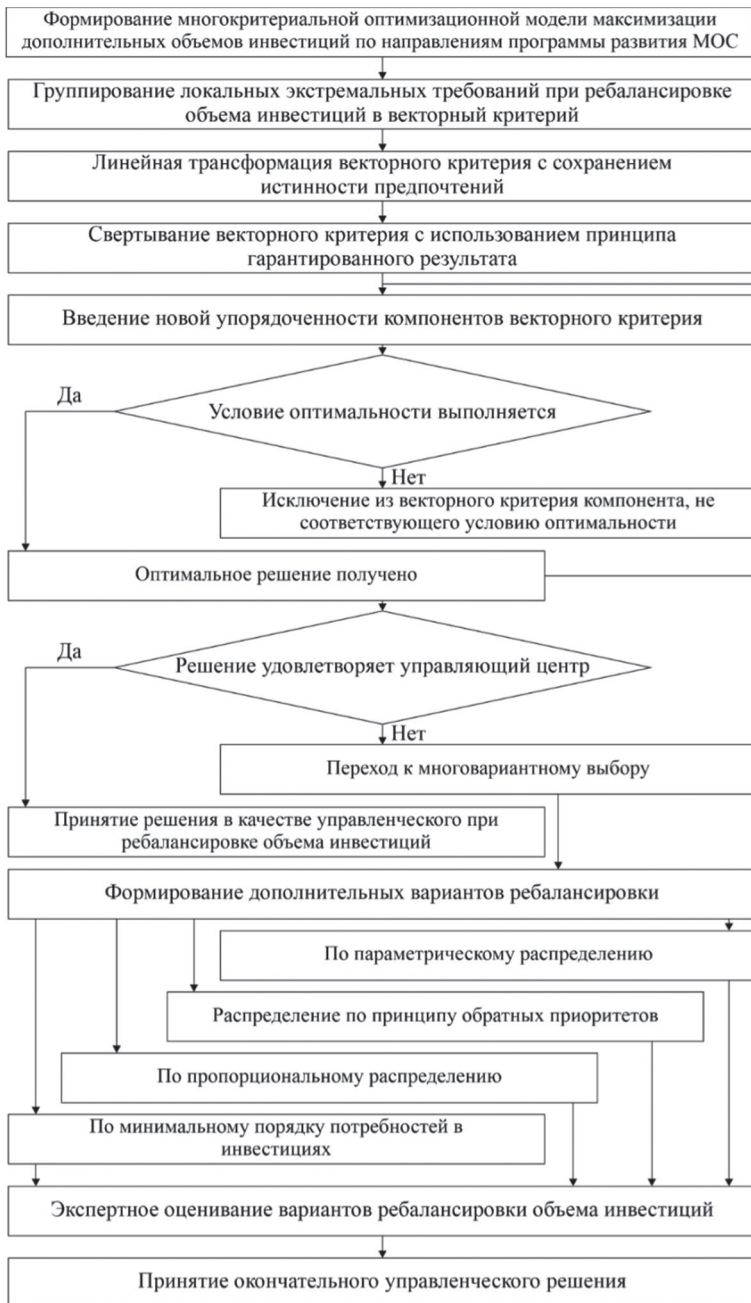 Формирование многокритериальной оптимизационной модели максимизации
дополнительных объемов инвестиций по направлениям программы развития МОС
Группирование локальных экстремальных требований при ребалансировке
объема инвестиций в векторный критерий
Линейная трансформация векторного критерия с сохранением
истинности предпочтений
Свертывание векторного критерия с использованием принципа
гарантированного результата
Введение новой упорядоченности компонентов векторного критерия
Да
Условие оптимальности выполняется
Нет
Исключение из векторного критерия компонента, не
соответствующего условию оптимальности
Оптимальное решение получено
Да
Решение удовлетворяет управляющий центр
Нет
Переход к многовариантному выбору
Принятие решения в качестве управленческого при
ребалансировке объема инвестиций
Формирование дополнительных вариантов ребалансировки
По параметрическому распределению
Распределение по принципу обратных приоритетов
По пропорциональному распределению
По минимальному порядку потребностей в
инвестициях
Экспертное оценивание вариантов ребалансировки объема инвестиций
Принятие окончательного управленческого решения